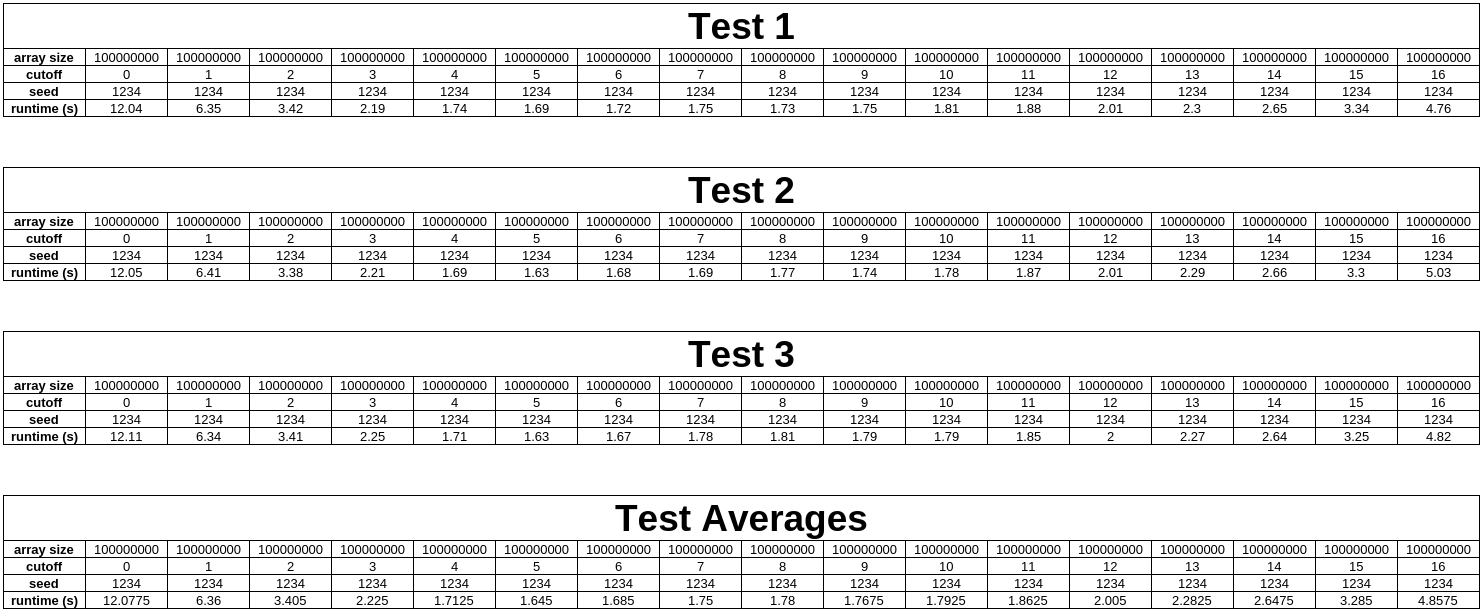 Test 1
array size 100000000 100000000 100000000 100000000 100000000 100000000 100000000 100000000 100000000 100000000 100000000 100000000 100000000 100000000 100000000 100000000 100000000
cutoff 0 1 2 3 4 5 6 7 8 9 10 11 12 13 14 15 16
seed 1234 1234 1234 1234 1234 1234 1234 1234 1234 1234 1234 1234 1234 1234 1234 1234 1234
runtime (s) 12.04 6.35 3.42 2.19 1.74 1.69 1.72 1.75 1.73 1.75 1.81 1.88 2.01 2.3 2.65 3.34 4.76
Test 2
array size 100000000 100000000 100000000 100000000 100000000 100000000 100000000 100000000 100000000 100000000 100000000 100000000 100000000 100000000 100000000 100000000 100000000
cutoff 0 1 2 3 4 5 6 7 8 9 10 11 12 13 14 15 16
seed 1234 1234 1234 1234 1234 1234 1234 1234 1234 1234 1234 1234 1234 1234 1234 1234 1234
runtime (s) 12.05 6.41 3.38 2.21 1.69 1.63 1.68 1.69 1.77 1.74 1.78 1.87 2.01 2.29 2.66 3.3 5.03
Test 3
array size 100000000 100000000 100000000 100000000 100000000 100000000 100000000 100000000 100000000 100000000 100000000 100000000 100000000 100000000 100000000 100000000 100000000
cutoff 0 1 2 3 4 5 6 7 8 9 10 11 12 13 14 15 16
seed 1234 1234 1234 1234 1234 1234 1234 1234 1234 1234 1234 1234 1234 1234 1234 1234 1234
runtime (s) 12.11 6.34 3.41 2.25 1.71 1.63 1.67 1.78 1.81 1.79 1.79 1.85 2 2.27 2.64 3.25 4.82
Test Averages
array size 100000000 100000000 100000000 100000000 100000000 100000000 100000000 100000000 100000000 100000000 100000000 100000000 100000000 100000000 100000000 100000000 100000000
cutoff 0 1 2 3 4 5 6 7 8 9 10 11 12 13 14 15 16
seed 1234 1234 1234 1234 1234 1234 1234 1234 1234 1234 1234 1234 1234 1234 1234 1234 1234
runtime (s) 12.0775 6.36 3.405 2.225 1.7125 1.645 1.685 1.75 1.78 1.7675 1.7925 1.8625 2.005 2.2825 2.6475 3.285 4.8575